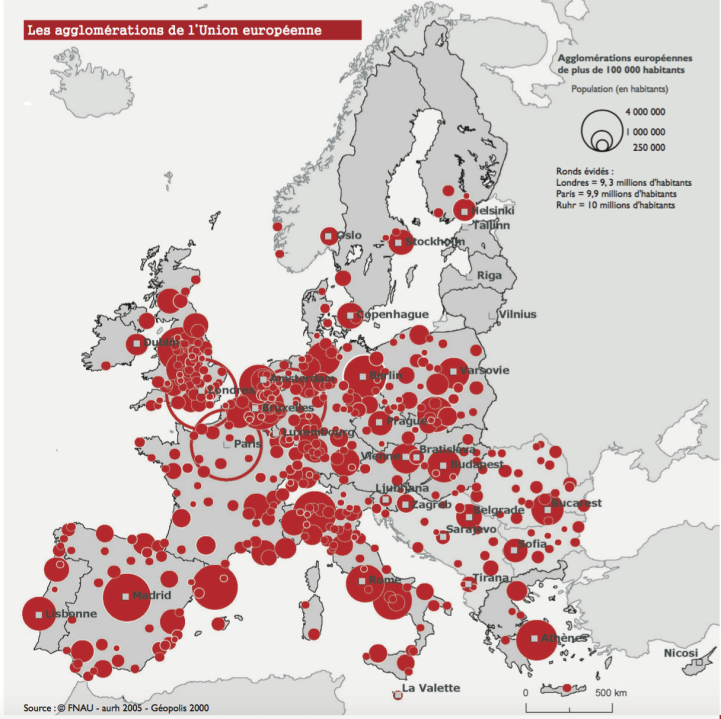 Les agglomérations de l'Union européenne
Agglomérations européennes
de plus de 100 000 habitants
Population (en habitants)
4 000 000
1 000 000
250 000
Ronds évidés :
Londres = 9, 3 millions d'habitants
Paris = 9,9 millions d'habitants
Ruhr = 10 millions d'habitants
Helsinki
Tallinn
Oslo
Stockholm
Riga
Copenhague
Vilnius
Dublin
Amsterdam
Berlin
Varsovie
Londres
Bruxelles
Prague
Luxembourg
Paris
Vienne
Bratislava
Budapest
Ljubljana
Zagreb
Belgrade
Bucarest
Sarajevo
Sofia
Rome
Tirana
Madrid
Lisbonne
Athènes
Nicosi
La Valette
0 500 km
Source : © FNAU - aurh 2005 - Géopolis 2000